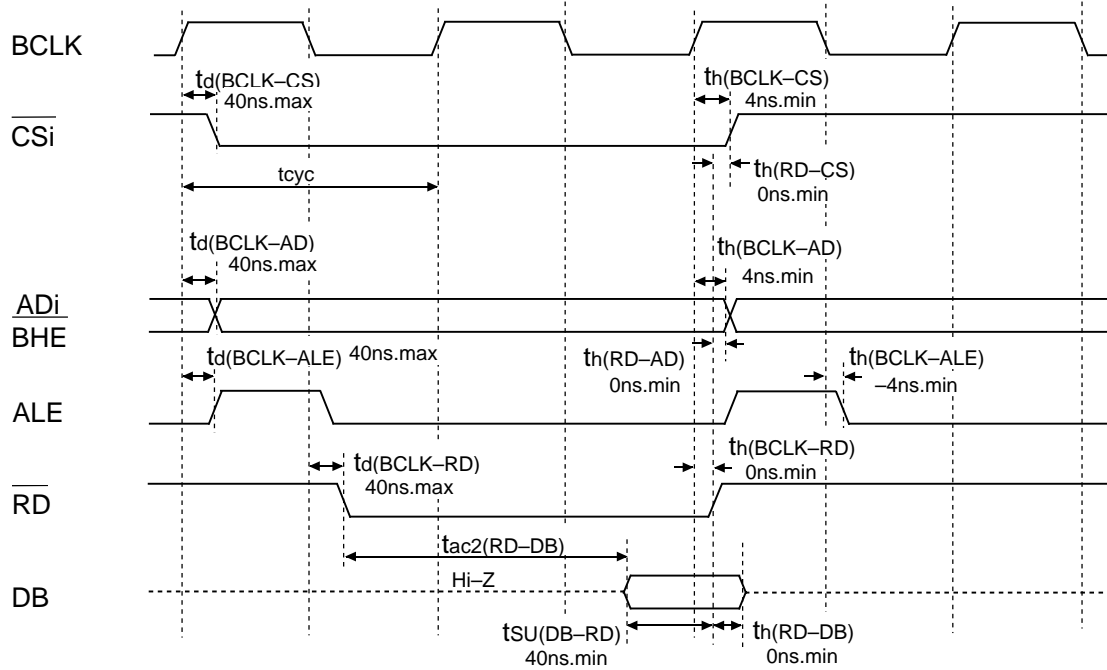 BCLK
td(BCLK–CS)
40ns.max
th(BCLK–CS)
4ns.min
CSi
th(RD–CS)
0ns.min
tcyc
td(BCLK–AD)
40ns.max
th(BCLK–AD)
4ns.min
ADi
BHE
td(BCLK–ALE) 40ns.max
th(RD–AD)
0ns.min
th(BCLK–ALE)
–4ns.min
ALE
td(BCLK–RD)
40ns.max
th(BCLK–RD)
0ns.min
RD
tac2(RD–DB)
Hi–Z
DB
tSU(DB–RD)
40ns.min
th(RD–DB)
0ns.min